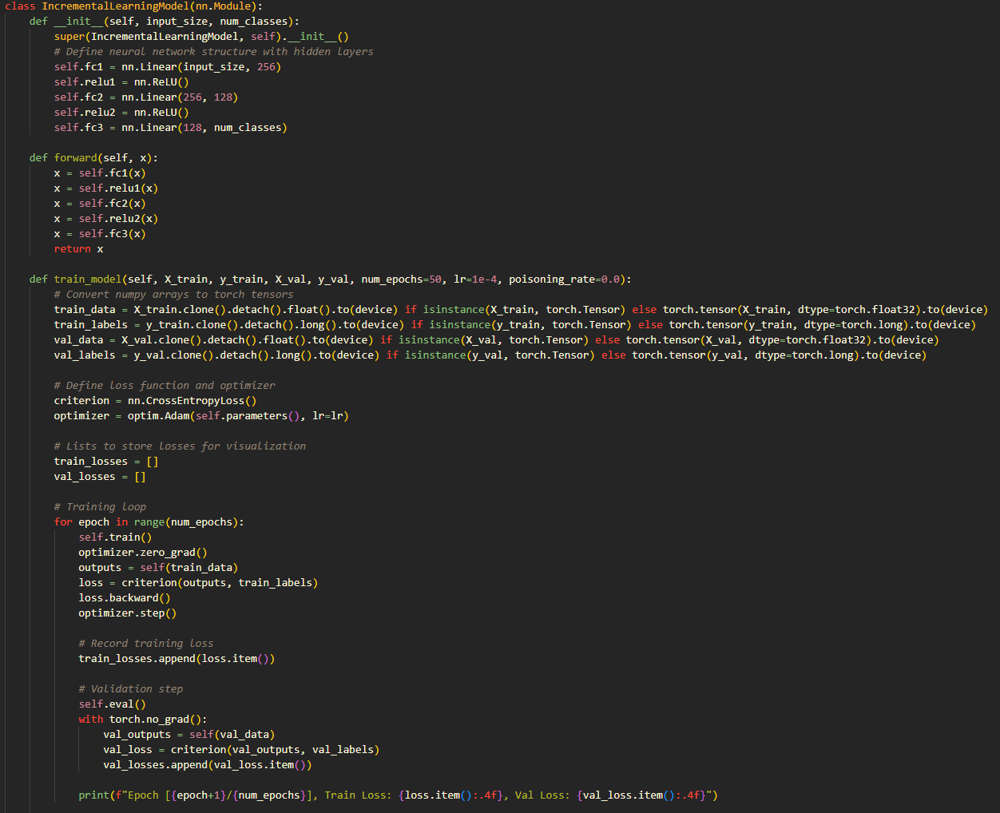 class IncrementalLearningModel(nn.Module):
    def __init__(self, input_size, num_classes):
        super(IncrementalLearningModel, self).__init__()
        # Define neural network structure with hidden layers
        self.fc1 = nn.Linear(input_size, 256)
        self.relu1 = nn.ReLU()
        self.fc2 = nn.Linear(256, 128)
        self.relu2 = nn.ReLU()
        self.fc3 = nn.Linear(128, num_classes)

    def forward(self, x):
        x = self.fc1(x)
        x = self.relu1(x)
        x = self.fc2(x)
        x = self.relu2(x)
        x = self.fc3(x)
        return x

    def train_model(self, X_train, y_train, X_val, y_val, num_epochs=50, lr=1e-4, poisoning_rate=0.0):
        # Convert numpy arrays to torch tensors
        train_data = X_train.clone().detach().float().to(device) if isinstance(X_train, torch.Tensor) else torch.tensor(X_train, dtype=torch.float32).to(device)
        train_labels = y_train.clone().detach().long().to(device) if isinstance(y_train, torch.Tensor) else torch.tensor(y_train, dtype=torch.long).to(device)
        val_data = X_val.clone().detach().float().to(device) if isinstance(X_val, torch.Tensor) else torch.tensor(X_val, dtype=torch.float32).to(device)
        val_labels = y_val.clone().detach().long().to(device) if isinstance(y_val, torch.Tensor) else torch.tensor(y_val, dtype=torch.long).to(device)

        # Define loss function and optimizer
        criterion = nn.CrossEntropyLoss()
        optimizer = optim.Adam(self.parameters(), lr=lr)

        # Lists to store losses for visualization
        train_losses = []
        val_losses = []

        # Training loop
        for epoch in range(num_epochs):
            self.train()
            optimizer.zero_grad()
            outputs = self(train_data)
            loss = criterion(outputs, train_labels)
            loss.backward()
            optimizer.step()

            # Record training loss
            train_losses.append(loss.item())

            # Validation step
            self.eval()
            with torch.no_grad():
                val_outputs = self(val_data)
                val_loss = criterion(val_outputs, val_labels)
                val_losses.append(val_loss.item())

            print(f"Epoch [{epoch+1}/{num_epochs}], Train Loss: {loss.item():.4f}, Val Loss: {val_loss.item():.4f}")